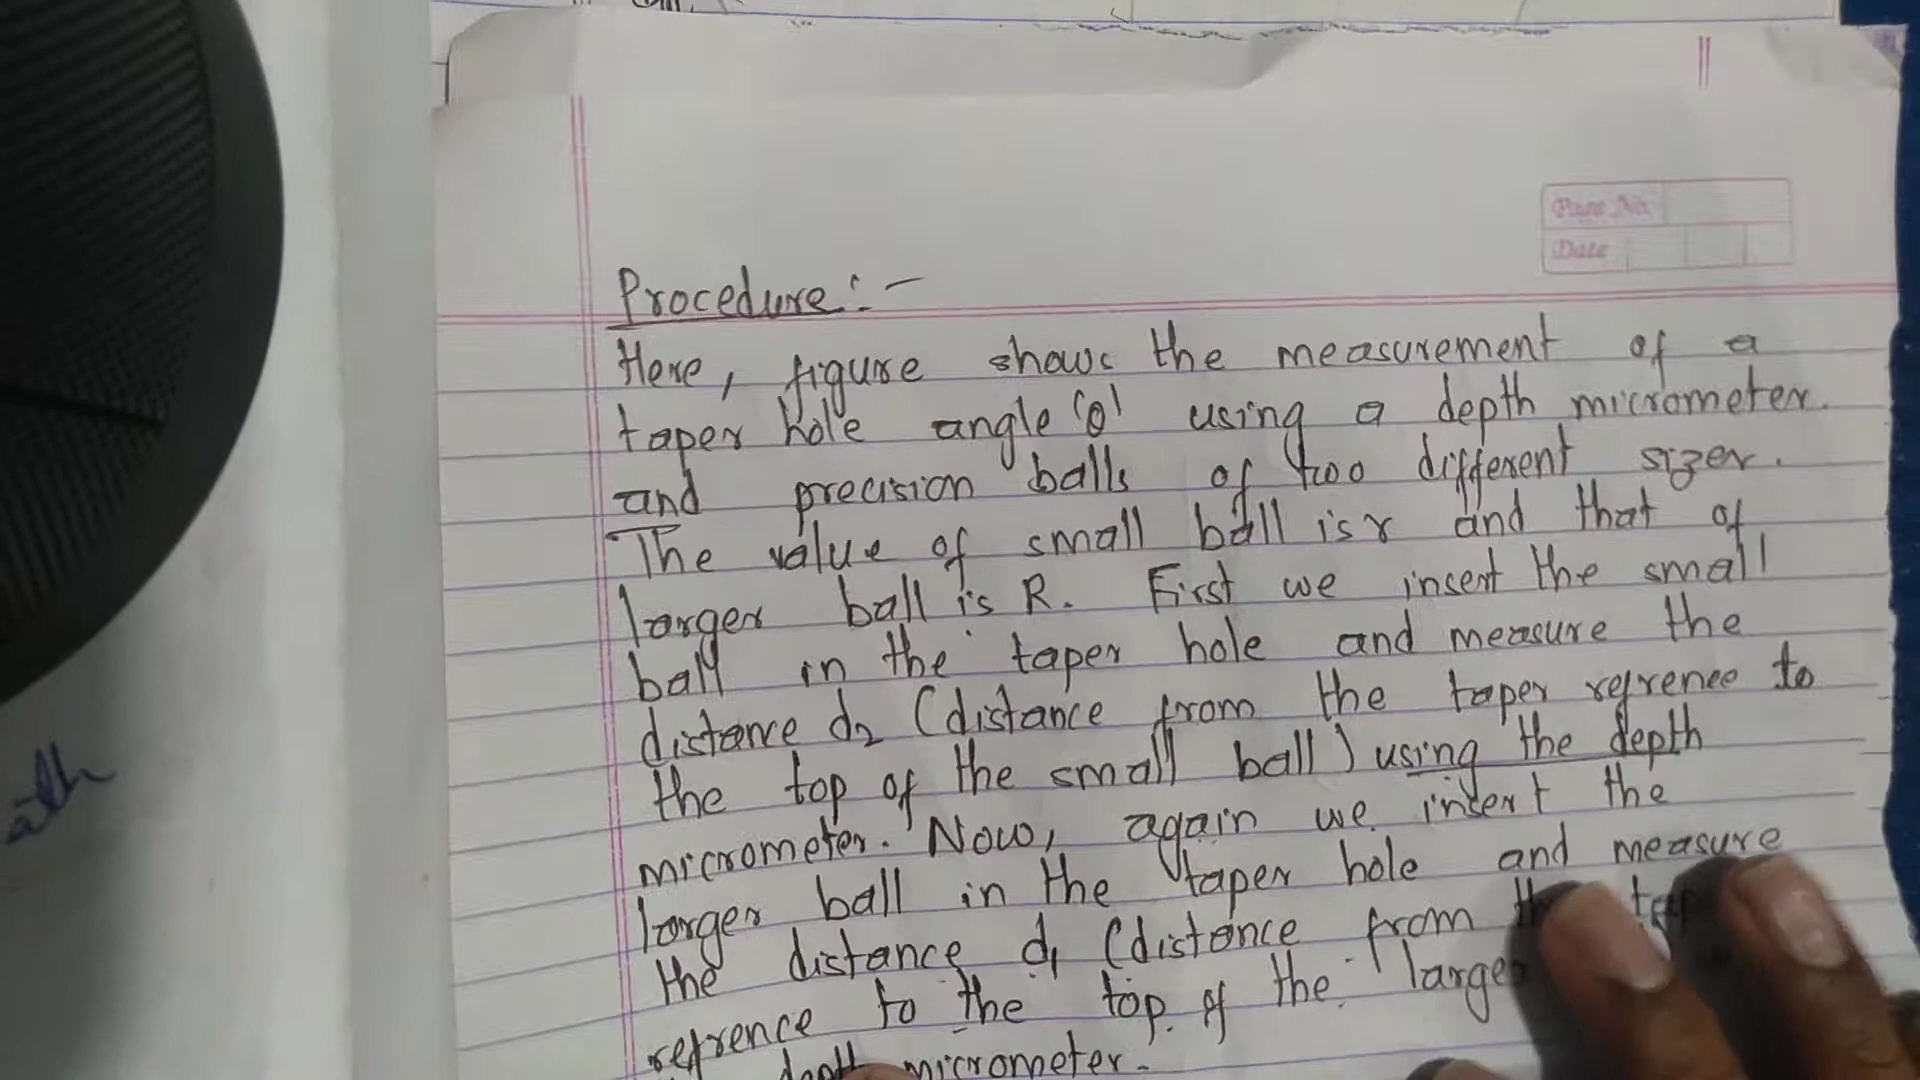 Page No.
Date
Procedure:-
Here, figure shows the measurement of a
taper hole angle 'θ' using a depth micrometer.
and precision balls of two different sizes.
The value of small ball is r and that of
larger ball is R. First we insert the small
ball in the taper hole and measure the
distance d2 (distance from the taper refrence to
the top of the small ball) using the depth
micrometer. Now, again we insert the
larger ball in the taper hole and measure
the distance d1 (distance from
refrence to the top of the larger
depth micrometer.